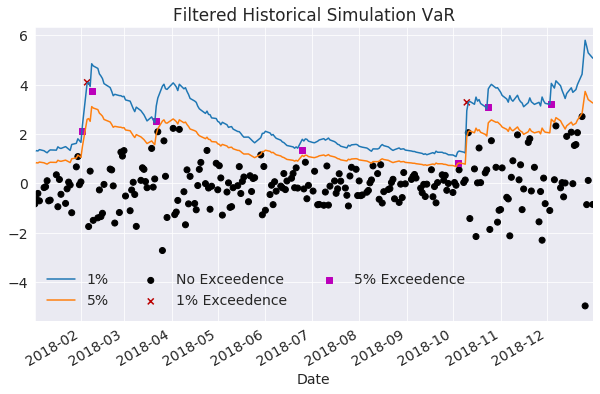 Filtered Historical Simulation VaR
6
4
2
0
−2
−4
1% No Exceedence 5% Exceedence
5% 1% Exceedence
2018-02 2018-03 2018-04 2018-05 2018-06 2018-07 2018-08 2018-09 2018-10 2018-11 2018-12
Date